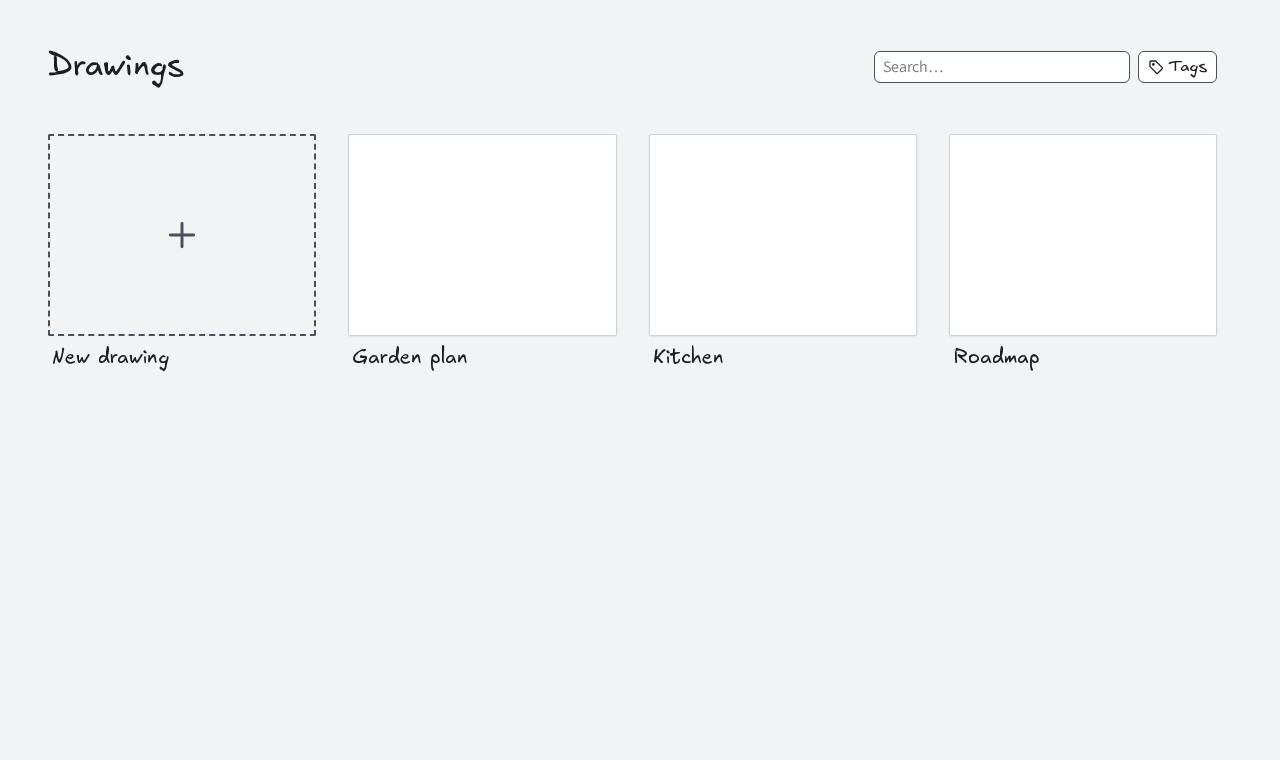 Drawings
Search…
Tags
New drawing
Garden plan
Kitchen
Roadmap